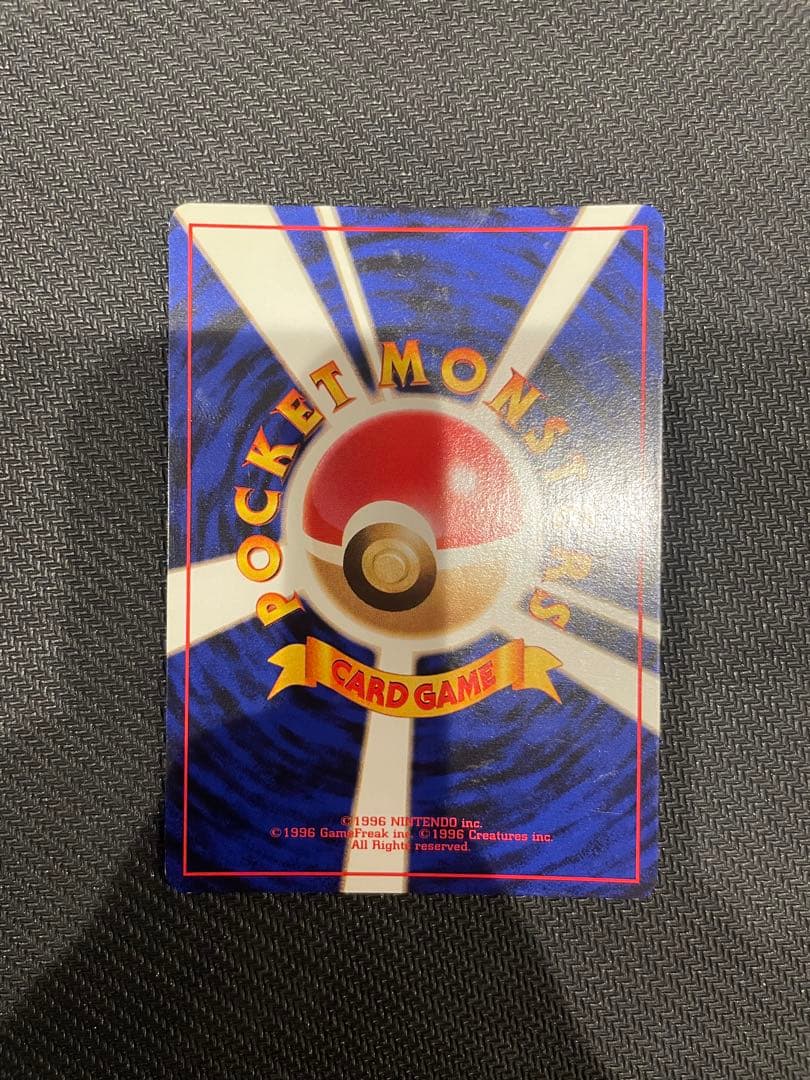 POCKET MONSTERS
CARD GAME
©1996 NINTENDO inc.
©1996 GameFreak inc. ©1996 Creatures inc.
All Rights reserved.